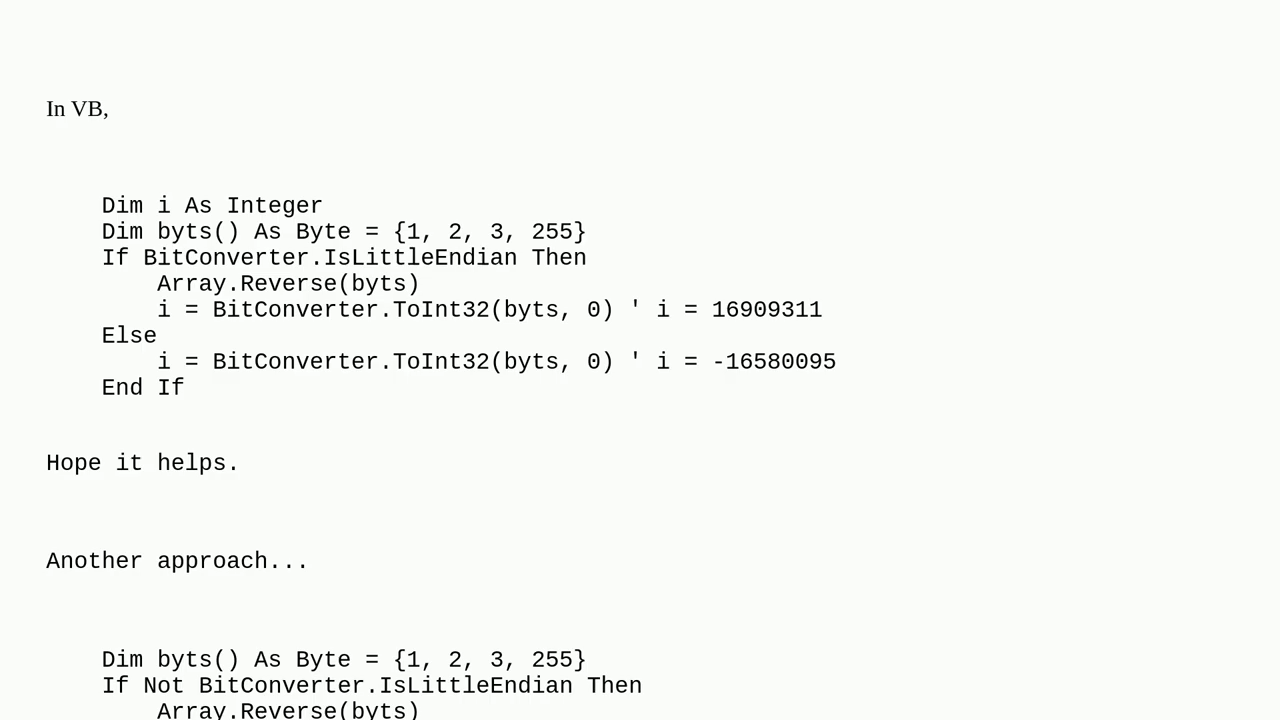 In VB,
Dim i As Integer
Dim byts() As Byte = {1, 2, 3, 255}
If BitConverter.IsLittleEndian Then
Array.Reverse(byts)
i = BitConverter.ToInt32(byts, 0) ' i = 16909311
Else
i = BitConverter.ToInt32(byts, 0) ' i = -16580095
End If
Hope it helps.
Another approach...
Dim byts() As Byte = {1, 2, 3, 255}
If Not BitConverter.IsLittleEndian Then
Array.Reverse(byts)